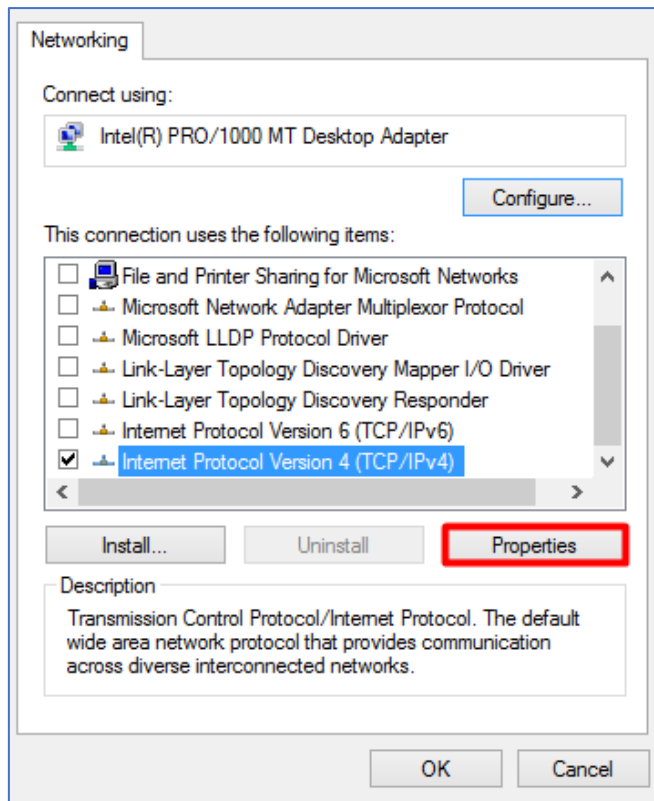 Networking
Connect using:
Intel(R) PRO/1000 MT Desktop Adapter
Configure...
This connection uses the following items:
File and Printer Sharing for Microsoft Networks
Microsoft Network Adapter Multiplexor Protocol
Microsoft LLDP Protocol Driver
Link-Layer Topology Discovery Mapper I/O Driver
Link-Layer Topology Discovery Responder
Internet Protocol Version 6 (TCP/IPv6)
Internet Protocol Version 4 (TCP/IPv4)
Install...
Uninstall
Properties
Description
Transmission Control Protocol/Internet Protocol. The default
wide area network protocol that provides communication
across diverse interconnected networks.
OK
Cancel